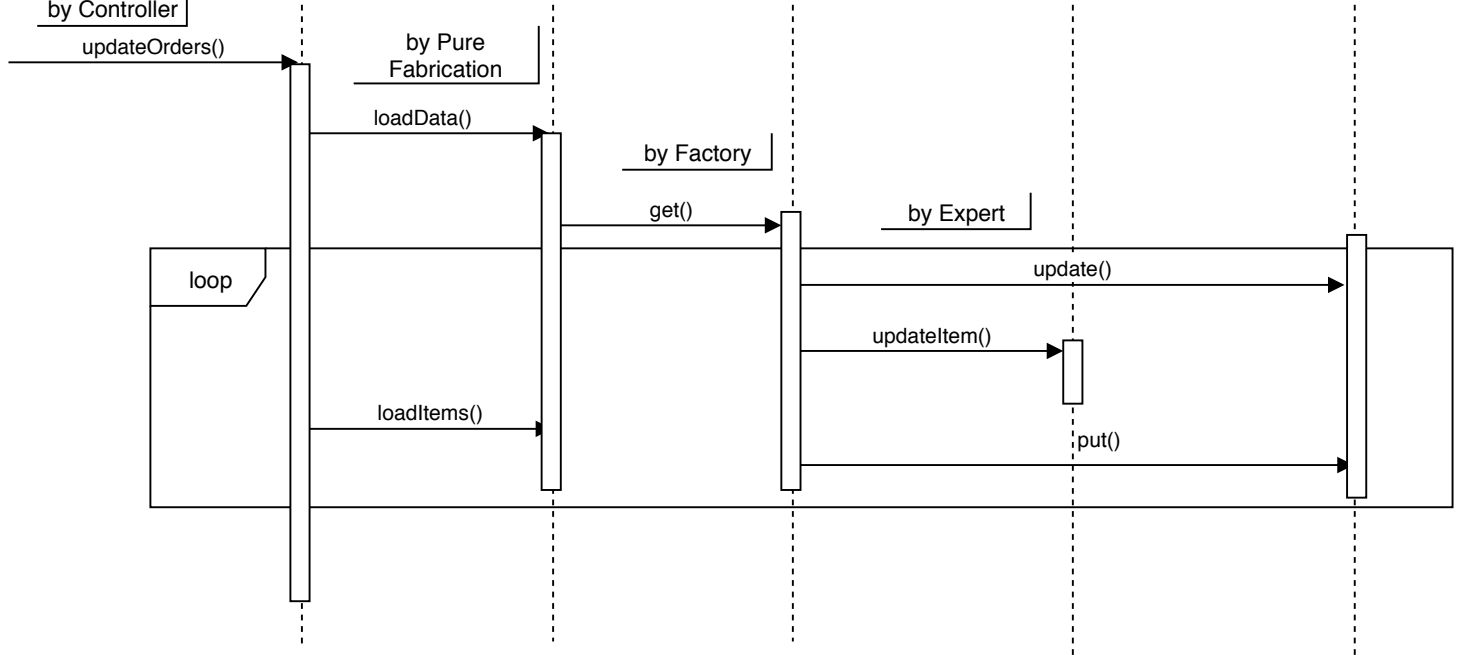 by Controller
updateOrders()
by Pure
Fabrication
loadData()
by Factory
get()
by Expert
loop
update()
updateItem()
loadItems()
put()